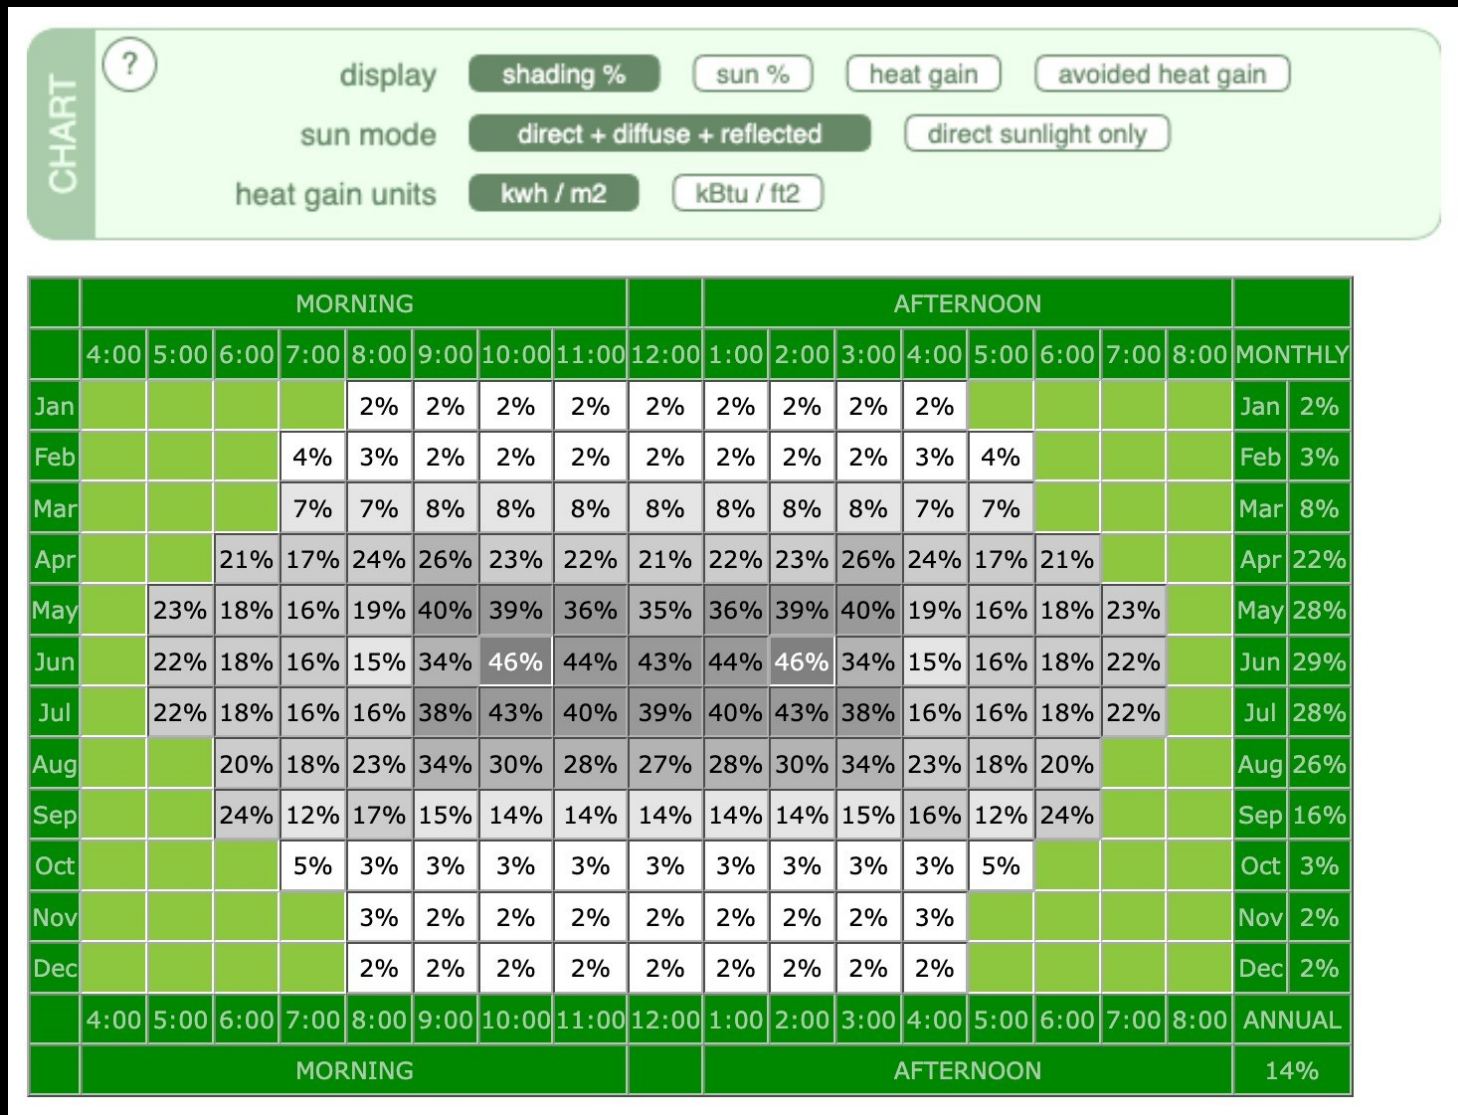 CHART
?
display shading % sun % heat gain avoided heat gain
sun mode direct + diffuse + reflected direct sunlight only
heat gain units kwh / m2 kBtu / ft2
MORNING AFTERNOON
4:00 5:00 6:00 7:00 8:00 9:00 10:00 11:00 12:00 1:00 2:00 3:00 4:00 5:00 6:00 7:00 8:00 MONTHLY
Jan 2% 2% 2% 2% 2% 2% 2% 2% 2% Jan 2%
Feb 4% 3% 2% 2% 2% 2% 2% 2% 2% 3% 4% Feb 3%
Mar 7% 7% 8% 8% 8% 8% 8% 8% 8% 7% 7% Mar 8%
Apr 21% 17% 24% 26% 23% 22% 21% 22% 23% 26% 24% 17% 21% Apr 22%
May 23% 18% 16% 19% 40% 39% 36% 35% 36% 39% 40% 19% 16% 18% 23% May 28%
Jun 22% 18% 16% 15% 34% 46% 44% 43% 44% 46% 34% 15% 16% 18% 22% Jun 29%
Jul 22% 18% 16% 16% 38% 43% 40% 39% 40% 43% 38% 16% 16% 18% 22% Jul 28%
Aug 20% 18% 23% 34% 30% 28% 27% 28% 30% 34% 23% 18% 20% Aug 26%
Sep 24% 12% 17% 15% 14% 14% 14% 14% 14% 15% 16% 12% 24% Sep 16%
Oct 5% 3% 3% 3% 3% 3% 3% 3% 3% 3% 5% Oct 3%
Nov 3% 2% 2% 2% 2% 2% 2% 2% 3% Nov 2%
Dec 2% 2% 2% 2% 2% 2% 2% 2% 2% Dec 2%
4:00 5:00 6:00 7:00 8:00 9:00 10:00 11:00 12:00 1:00 2:00 3:00 4:00 5:00 6:00 7:00 8:00 ANNUAL
MORNING AFTERNOON 14%